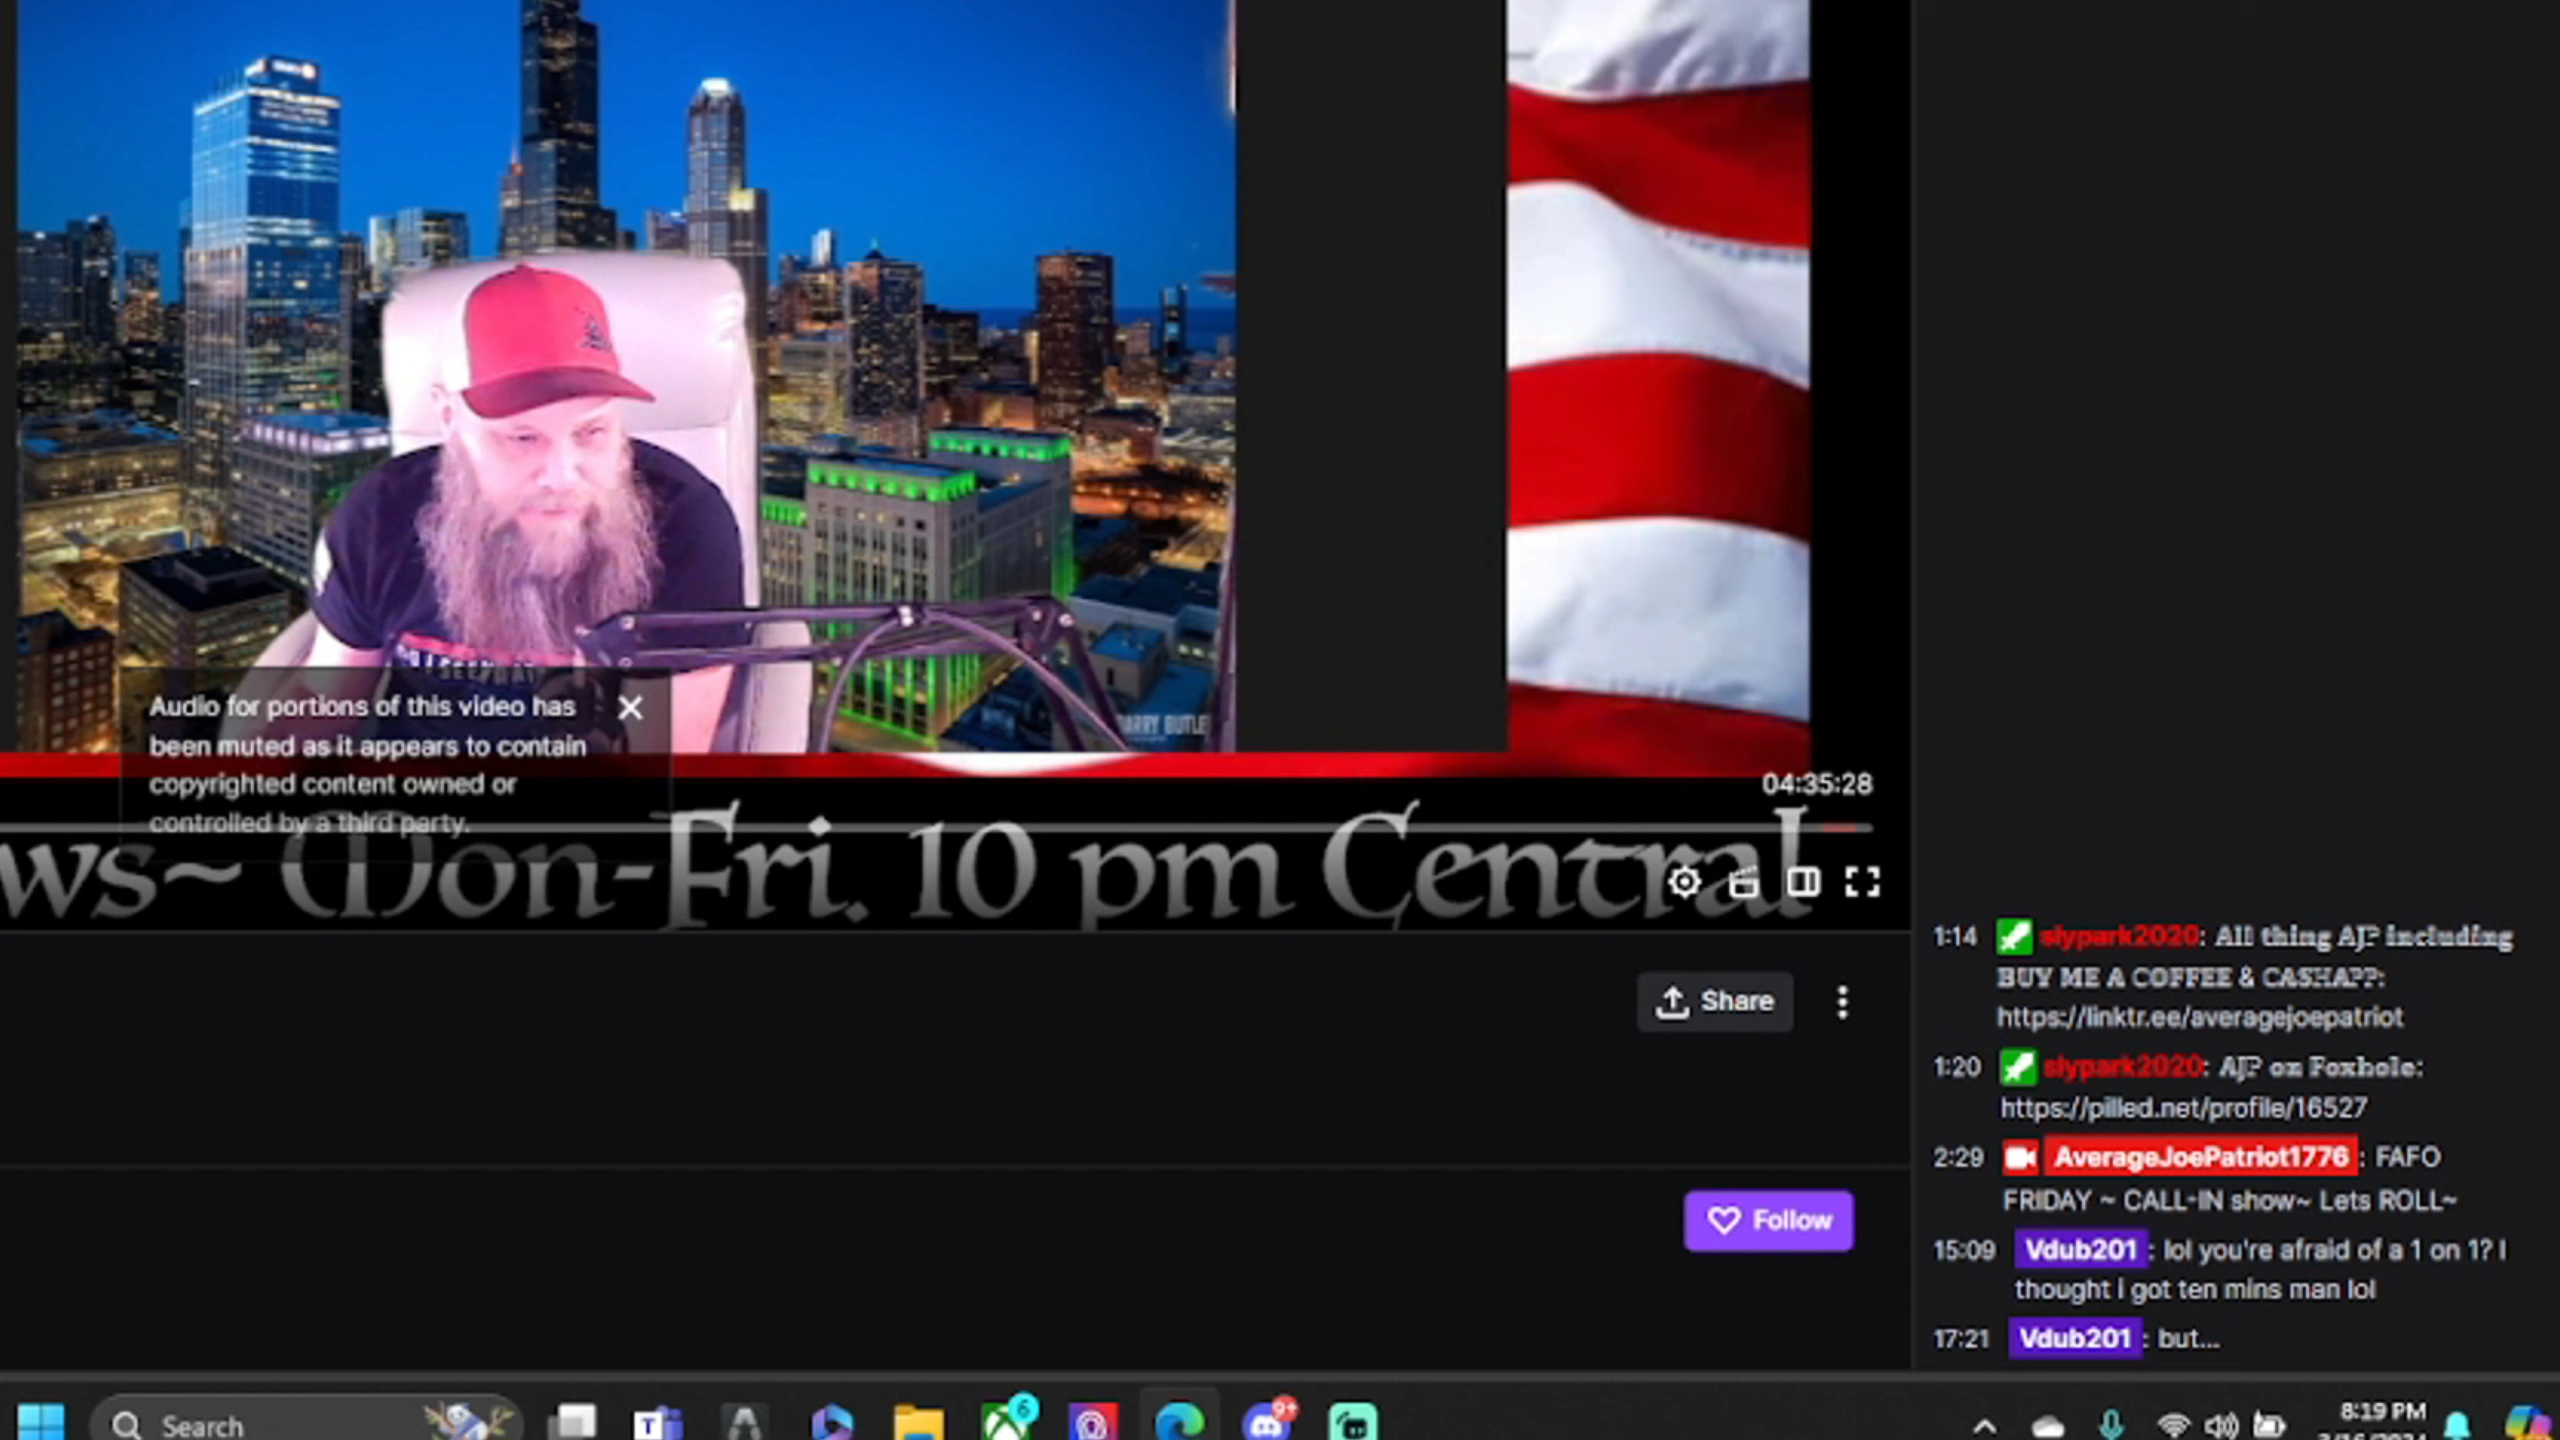 Audio for portions of this video has
been muted as it appears to contain
copyrighted content owned or
controlled by a third party.
04:35:28
ws~ Mon-Fri. 10 pm Central
Share
Follow
1:14 slypark2020: All thing AJP including
BUY ME A COFFEE & CASHAPP:
https://linktr.ee/averagejoepatriot
1:20 slypark2020: AJP on Foxhole:
https://pilled.net/profile/16527
2:29 AverageJoePatriot1776 : FAFO
FRIDAY ~ CALL-IN show~ Lets ROLL~
15:09 Vdub201 : lol you're afraid of a 1 on 1? I
thought i got ten mins man lol
17:21 Vdub201 : but...
Search
6
9+
8:19 PM